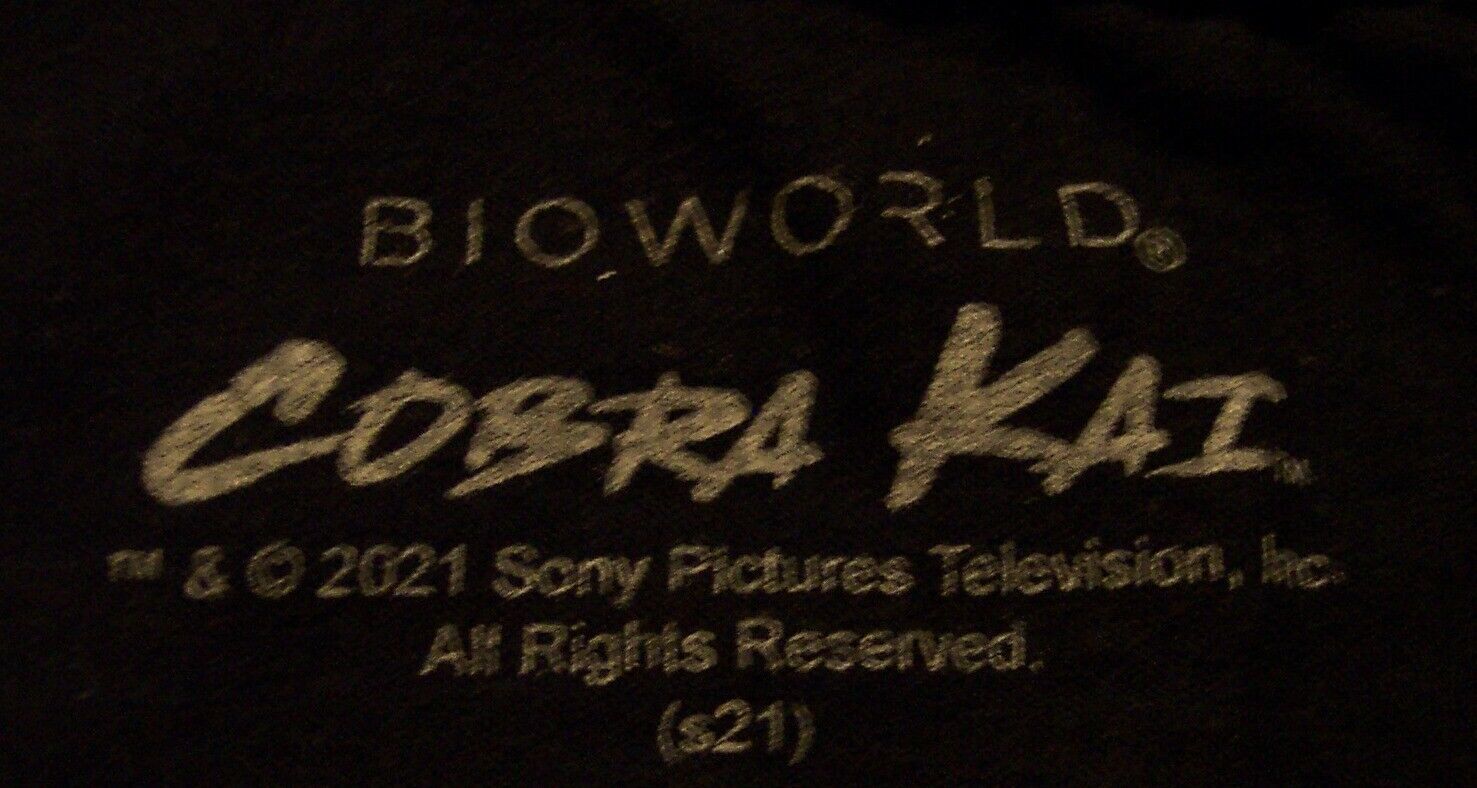 BIOWORLD®
COBRA KAI™
™ & © 2021 Sony Pictures Television, Inc.
All Rights Reserved.
(s21)